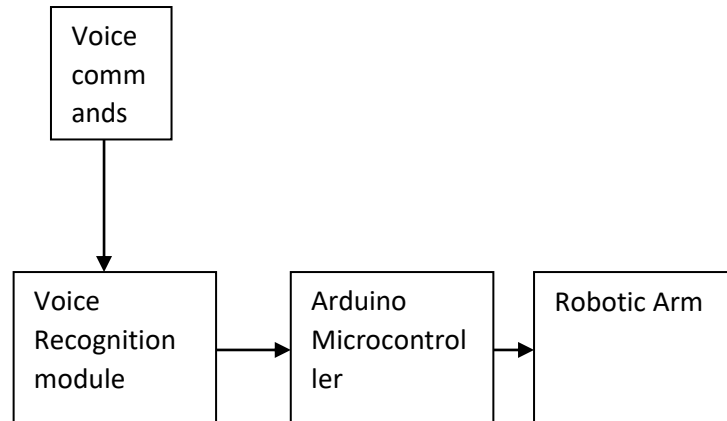 Voice
comm
ands
Voice
Recognition
module
Arduino
Microcontrol
ler
Robotic Arm